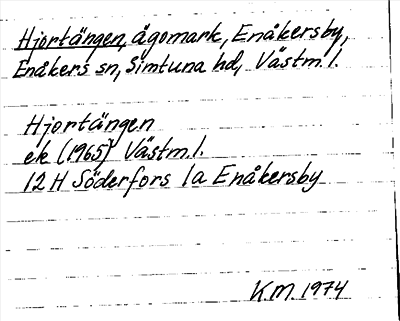 Hjortängen, ägomark, Enåkersby,
Enåkers sn, Simtuna hd, Västm. l.
Hjortängen
ek (1965) Västm. l.
12 H Söderfors 1a Enåkersby
K.M. 1974